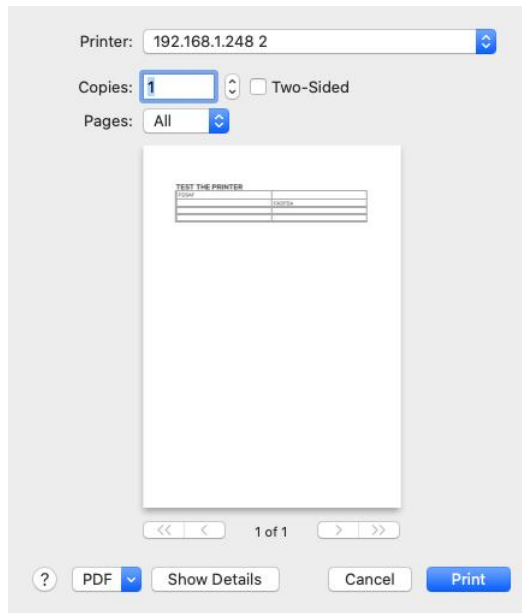 Printer: 192.168.1.248 2
Copies: 1 Two-Sided
Pages: All
TEST THE PRINTER
1 of 1
? PDF Show Details Cancel Print